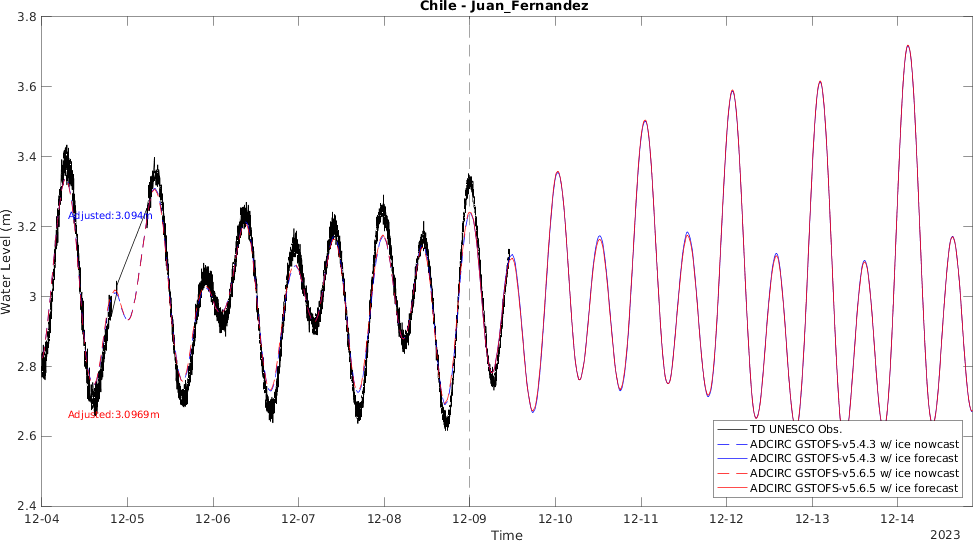 Chile - Juan_Fernandez
3.8
3.6
3.4
3.2
3
2.8
2.6
2.4
Water Level (m)
Adjusted:3.094m
Adjusted:3.0969m
TD UNESCO Obs.
ADCIRC GSTOFS-v5.4.3 w/ ice nowcast
ADCIRC GSTOFS-v5.4.3 w/ ice forecast
ADCIRC GSTOFS-v5.6.5 w/ ice nowcast
ADCIRC GSTOFS-v5.6.5 w/ ice forecast
12-04 12-05 12-06 12-07 12-08 12-09 12-10 12-11 12-12 12-13 12-14
Time
2023